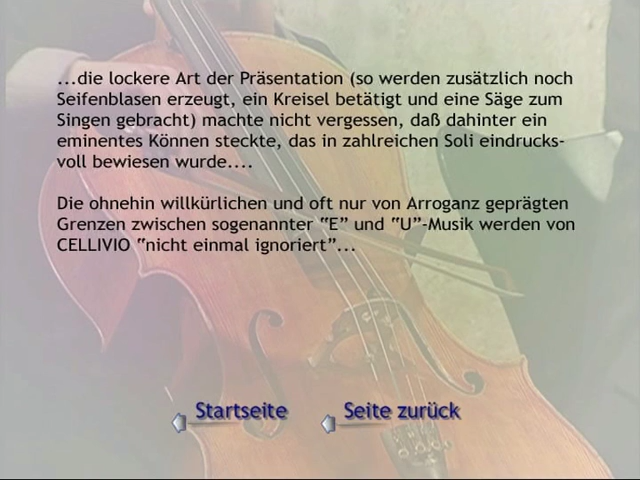 ...die lockere Art der Präsentation (so werden zusätzlich noch
Seifenblasen erzeugt, ein Kreisel betätigt und eine Säge zum
Singen gebracht) machte nicht vergessen, daß dahinter ein
eminentes Können steckte, das in zahlreichen Soli eindrucks-
voll bewiesen wurde....
Die ohnehin willkürlichen und oft nur von Arroganz geprägten
Grenzen zwischen sogenannter “E” und “U”-Musik werden von
CELLIVIO “nicht einmal ignoriert”...
Startseite Seite zurück